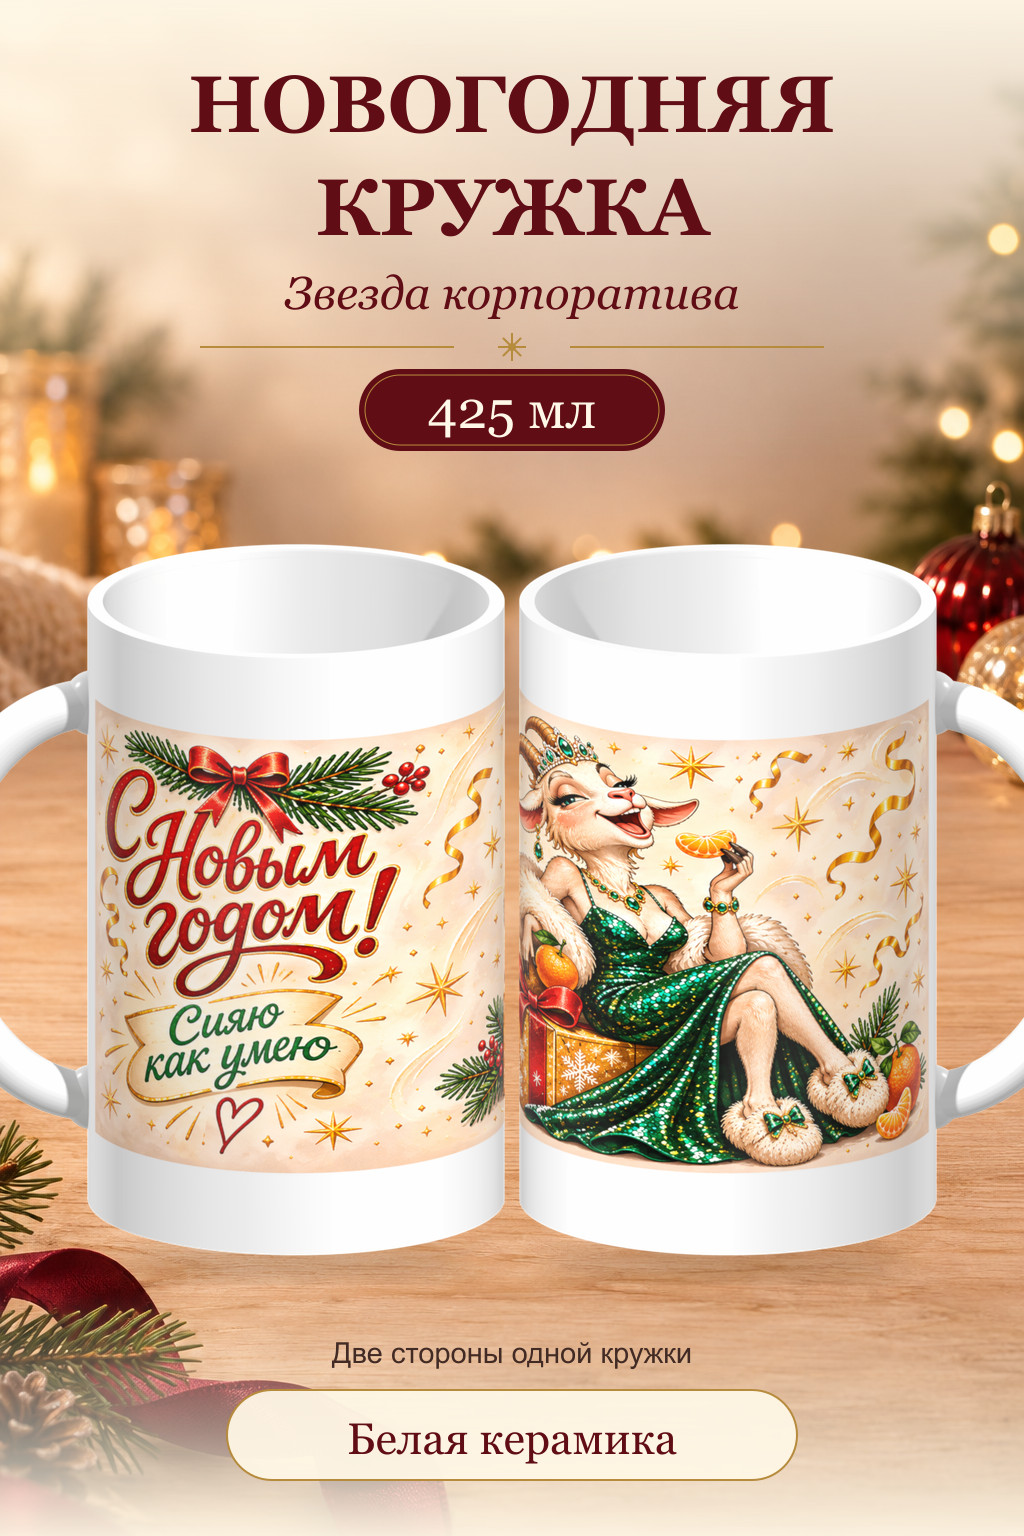 НОВОГОДНЯЯ
КРУЖКА
Звезда корпоратива
425 мл
С Новым
годом!
Сияю
как умею
Две стороны одной кружки
Белая керамика